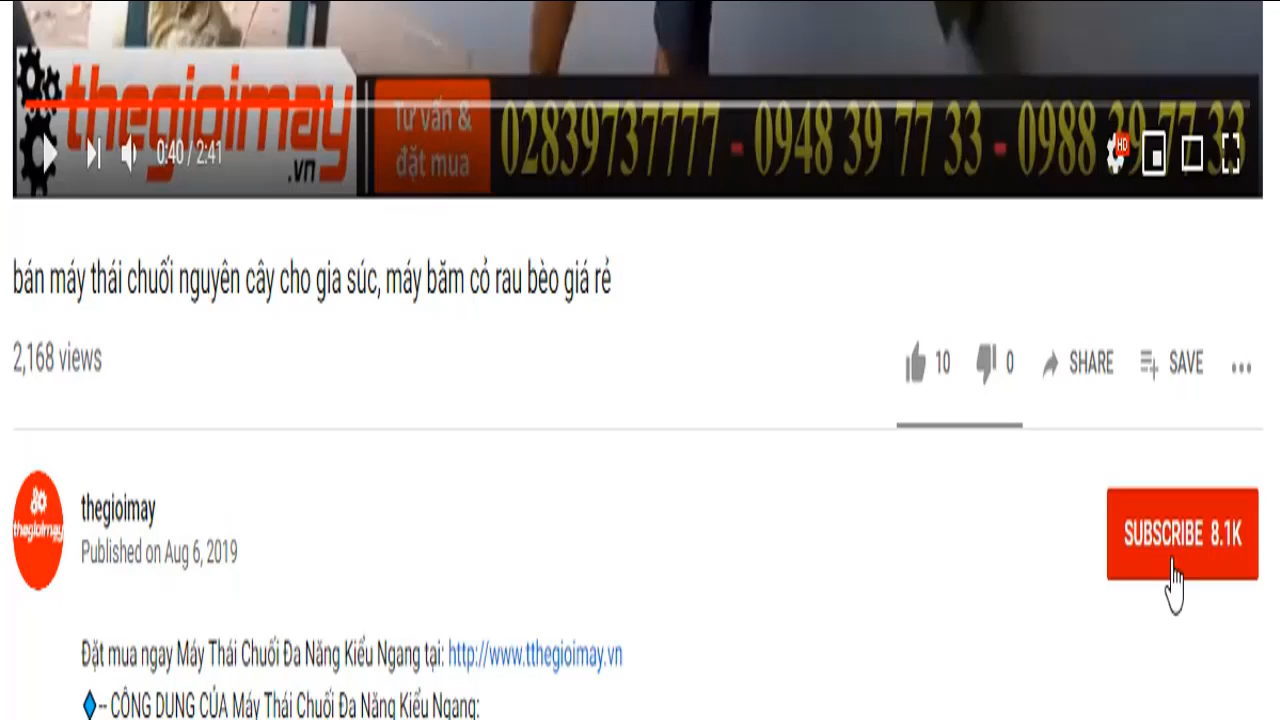 thegioimay
.vn
Tư vấn &
đặt mua
02839737777 - 0948 39 77 33 - 0988 39 77 33
HD
0:40 / 2:41
bán máy thái chuối nguyên cây cho gia súc, máy băm cỏ rau bèo giá rẻ
2,168 views
10 0 SHARE SAVE
thegioimay
thegioimay
Published on Aug 6, 2019
SUBSCRIBE 8.1K
Đặt mua ngay Máy Thái Chuối Đa Năng Kiểu Ngang tại: http://www.tthegioimay.vn
-- CÔNG DỤNG CỦA Máy Thái Chuối Đa Năng Kiểu Ngang: